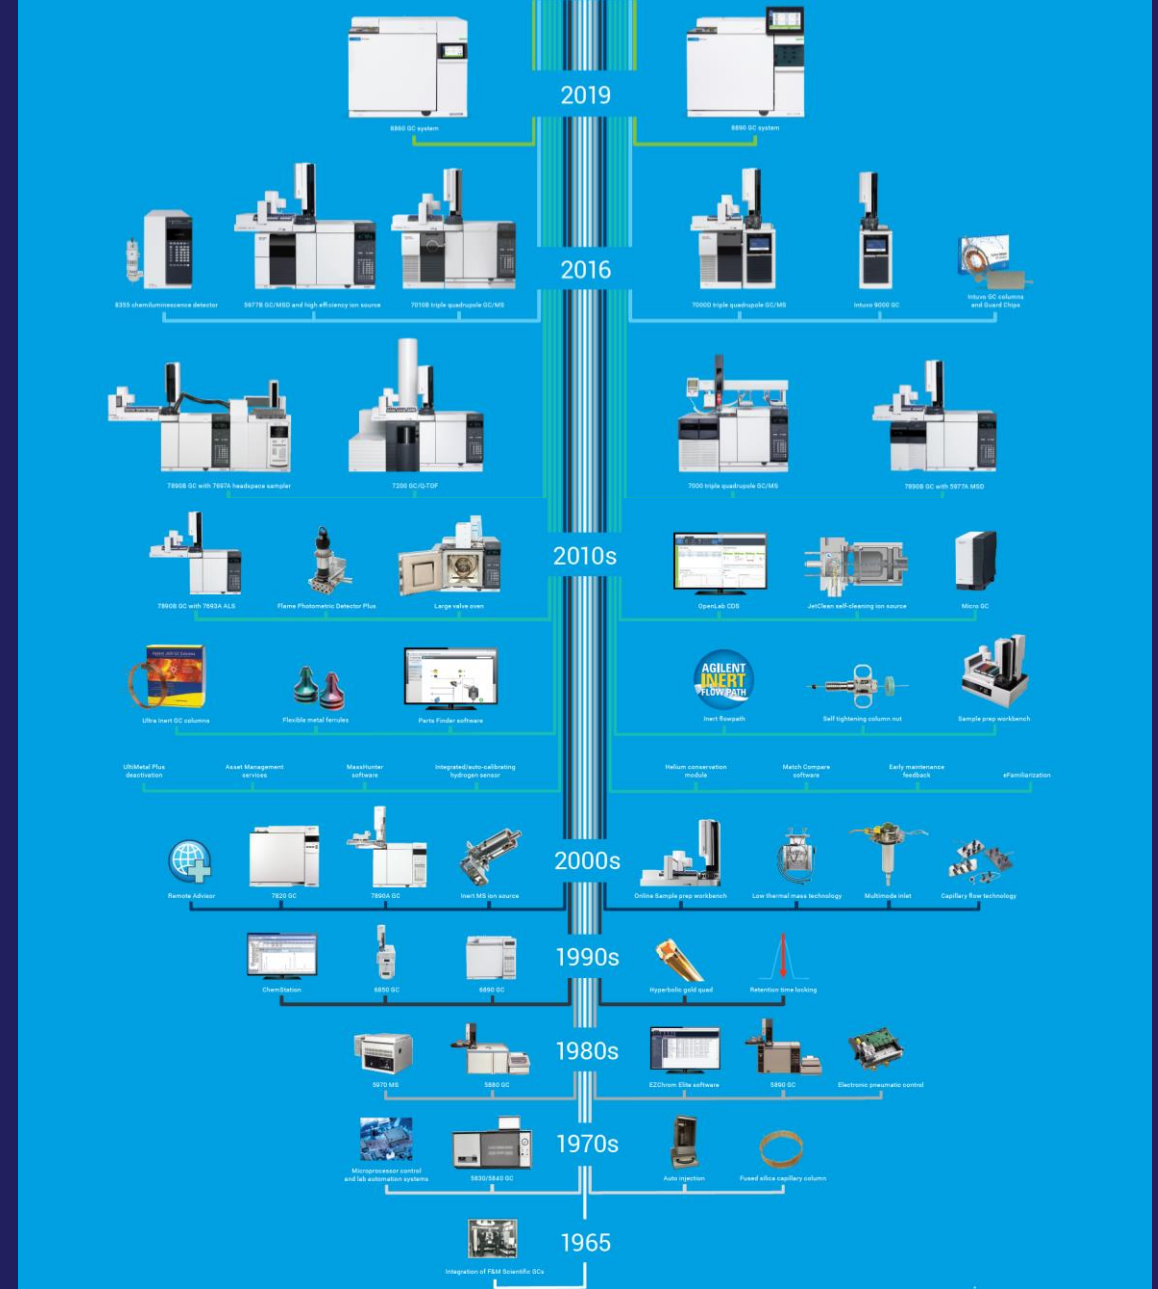 2019
8860 GC system
8890 GC system
2016
8355 chemiluminescence detector
5977B GC/MSD and high efficiency ion source
7010B triple quadrupole GC/MS
7000D triple quadrupole GC/MS
Intuvo 9000 GC
Intuvo GC columns
and Guard Chips
7890B GC with 7697A headspace sampler
7200 GC/Q-TOF
7000 triple quadrupole GC/MS
7890B GC with 5977A MSD
2010s
7890B GC with 7693A ALS
Flame Photometric Detector Plus
Large valve oven
OpenLab CDS
JetClean self-cleaning ion source
Micro GC
AGILENT
INERT
FLOW PATH
Ultra Inert GC columns
Flexible metal ferrules
Parts Finder software
Inert flowpath
Self tightening column nut
Sample prep workbench
UltiMetal Plus
deactivation
Asset Management
services
MassHunter
software
Integrated/auto-calibrating
hydrogen sensor
Helium conservation
module
Match Compare
software
Early maintenance
feedback
eFamiliarization
2000s
Remote Advisor
7820 GC
7890A GC
Inert MS ion source
Online Sample prep workbench
Low thermal mass technology
Multimode inlet
Capillary flow technology
1990s
ChemStation
6850 GC
6890 GC
Hyperbolic gold quad
Retention time locking
1980s
5970 MS
5880 GC
EZChrom Elite software
5890 GC
Electronic pneumatic control
1970s
Microprocessor control
and lab automation systems
5830/5840 GC
Auto injection
Fused silica capillary column
1965
Integration of F&M Scientific GCs